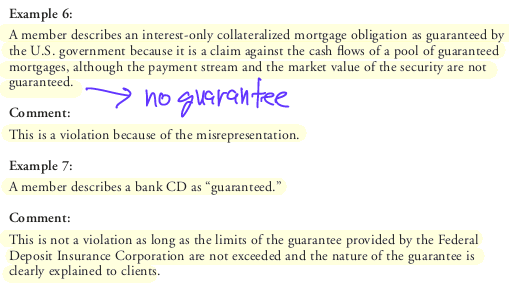 Example 6:
A member describes an interest-only collateralized mortgage obligation as guaranteed by
the U.S. government because it is a claim against the cash flows of a pool of guaranteed
mortgages, although the payment stream and the market value of the security are not
guaranteed.
no guarantee
Comment:
This is a violation because of the misrepresentation.
Example 7:
A member describes a bank CD as “guaranteed.”
Comment:
This is not a violation as long as the limits of the guarantee provided by the Federal
Deposit Insurance Corporation are not exceeded and the nature of the guarantee is
clearly explained to clients.